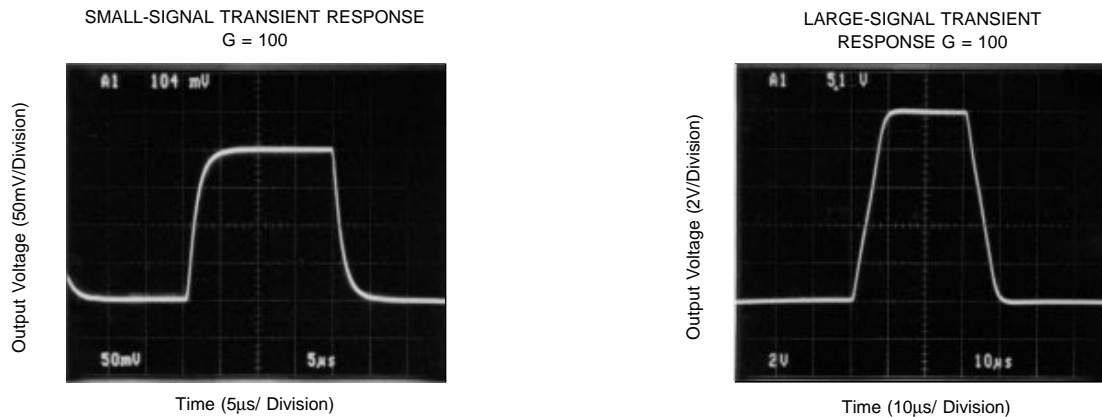 SMALL-SIGNAL TRANSIENT RESPONSE
G = 100
A1 104 mV
Output Voltage (50mV/Division)
50mV 5µs
Time (5µs/ Division)
LARGE-SIGNAL TRANSIENT
RESPONSE G = 100
A1 5.1 V
Output Voltage (2V/Division)
2V 10µs
Time (10µs/ Division)